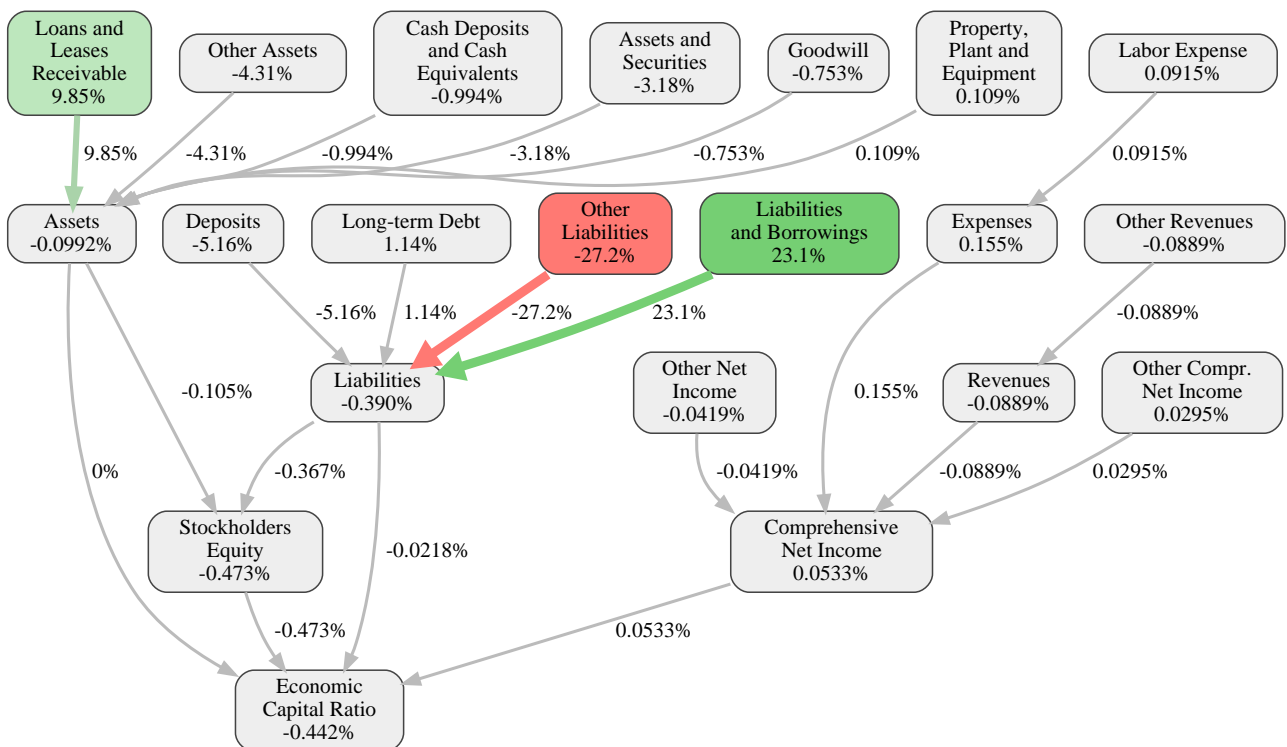 Loans and
Leases
Receivable
9.85%
Other Assets
-4.31%
Cash Deposits
and Cash
Equivalents
-0.994%
Assets and
Securities
-3.18%
Goodwill
-0.753%
Property,
Plant and
Equipment
0.109%
Labor Expense
0.0915%
9.85%
-4.31%
-0.994%
-3.18%
-0.753%
0.109%
0.0915%
Assets
-0.0992%
Deposits
-5.16%
Long-term Debt
1.14%
Other
Liabilities
-27.2%
Liabilities
and Borrowings
23.1%
Expenses
0.155%
Other Revenues
-0.0889%
-5.16%
1.14%
-27.2%
23.1%
-0.0889%
Liabilities
-0.390%
Other Net
Income
-0.0419%
Revenues
-0.0889%
Other Compr.
Net Income
0.0295%
-0.105%
0.155%
0%
-0.367%
-0.0419%
-0.0889%
0.0295%
Stockholders
Equity
-0.473%
-0.0218%
Comprehensive
Net Income
0.0533%
-0.473%
0.0533%
Economic
Capital Ratio
-0.442%